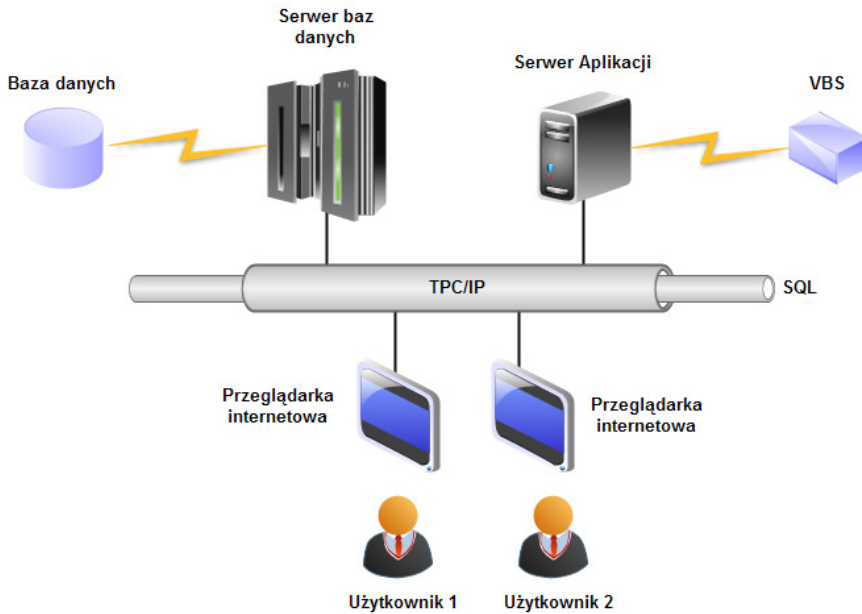 Serwer baz
danych
Baza danych
Serwer Aplikacji
VBS
TPC/IP
SQL
Przeglądarka
internetowa
Przeglądarka
internetowa
Użytkownik 1
Użytkownik 2